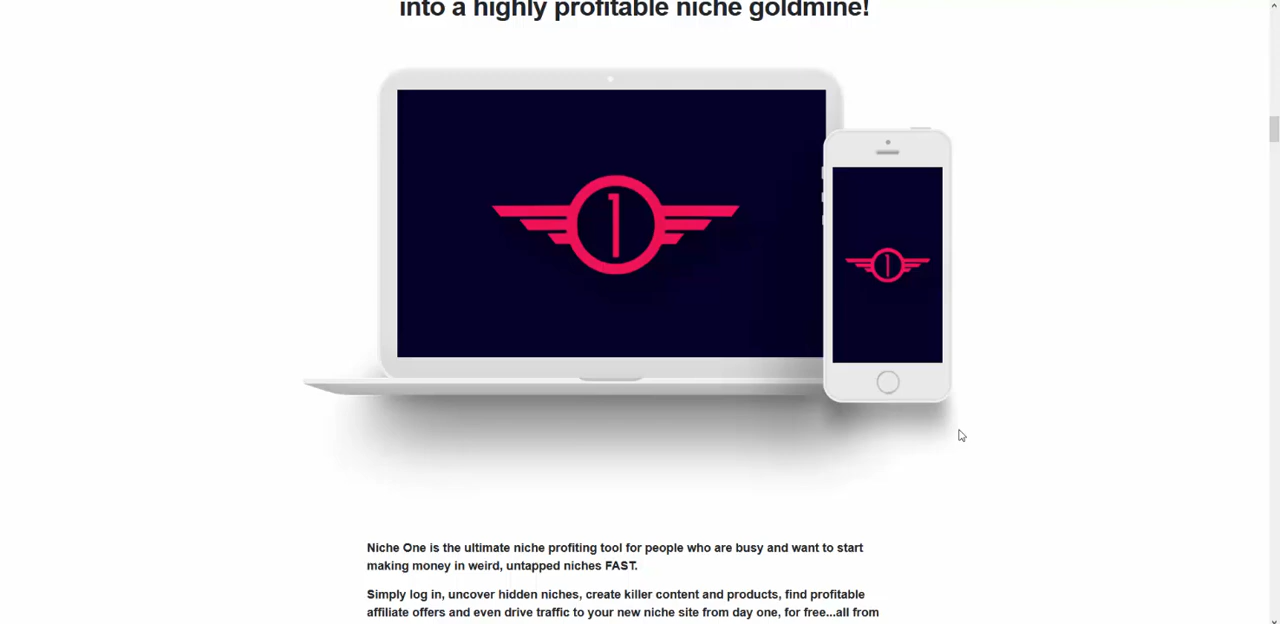 into a highly profitable niche goldmine!
1
1
Niche One is the ultimate niche profiting tool for people who are busy and want to start
making money in weird, untapped niches FAST.
Simply log in, uncover hidden niches, create killer content and products, find profitable
affiliate offers and even drive traffic to your new niche site from day one, for free...all from